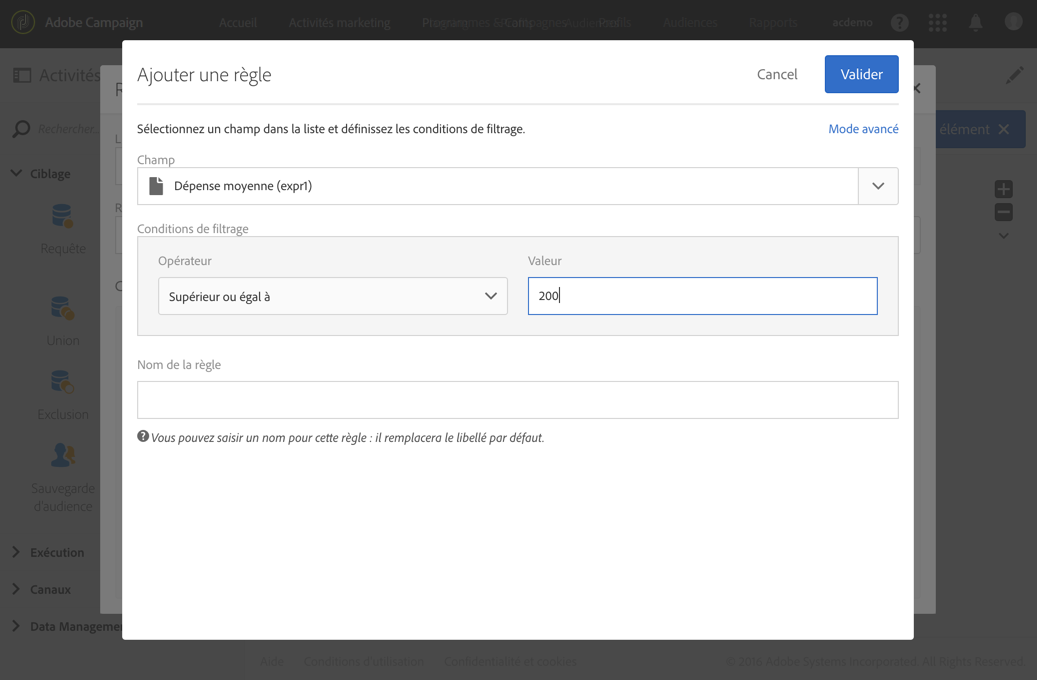 Adobe Campaign
Accueil
Activités marketing
Profils
Audiences
Rapports
acdemo
Activités
Ajouter une règle
Cancel
Valider
Rechercher...
élément
Sélectionnez un champ dans la liste et définissez les conditions de filtrage.
Mode avancé
Champ
Dépense moyenne (expr1)
Conditions de filtrage
Opérateur
Valeur
Supérieur ou égal à
200
Nom de la règle
Vous pouvez saisir un nom pour cette règle : il remplacera le libellé par défaut.
Ciblage
Requête
Union
Exclusion
Sauvegarde
d'audience
Exécution
Canaux
Data Manageme
Aide
Conditions d'utilisation
Confidentialité et cookies
© 2016 Adobe Systems Incorporated. All Rights Reserved